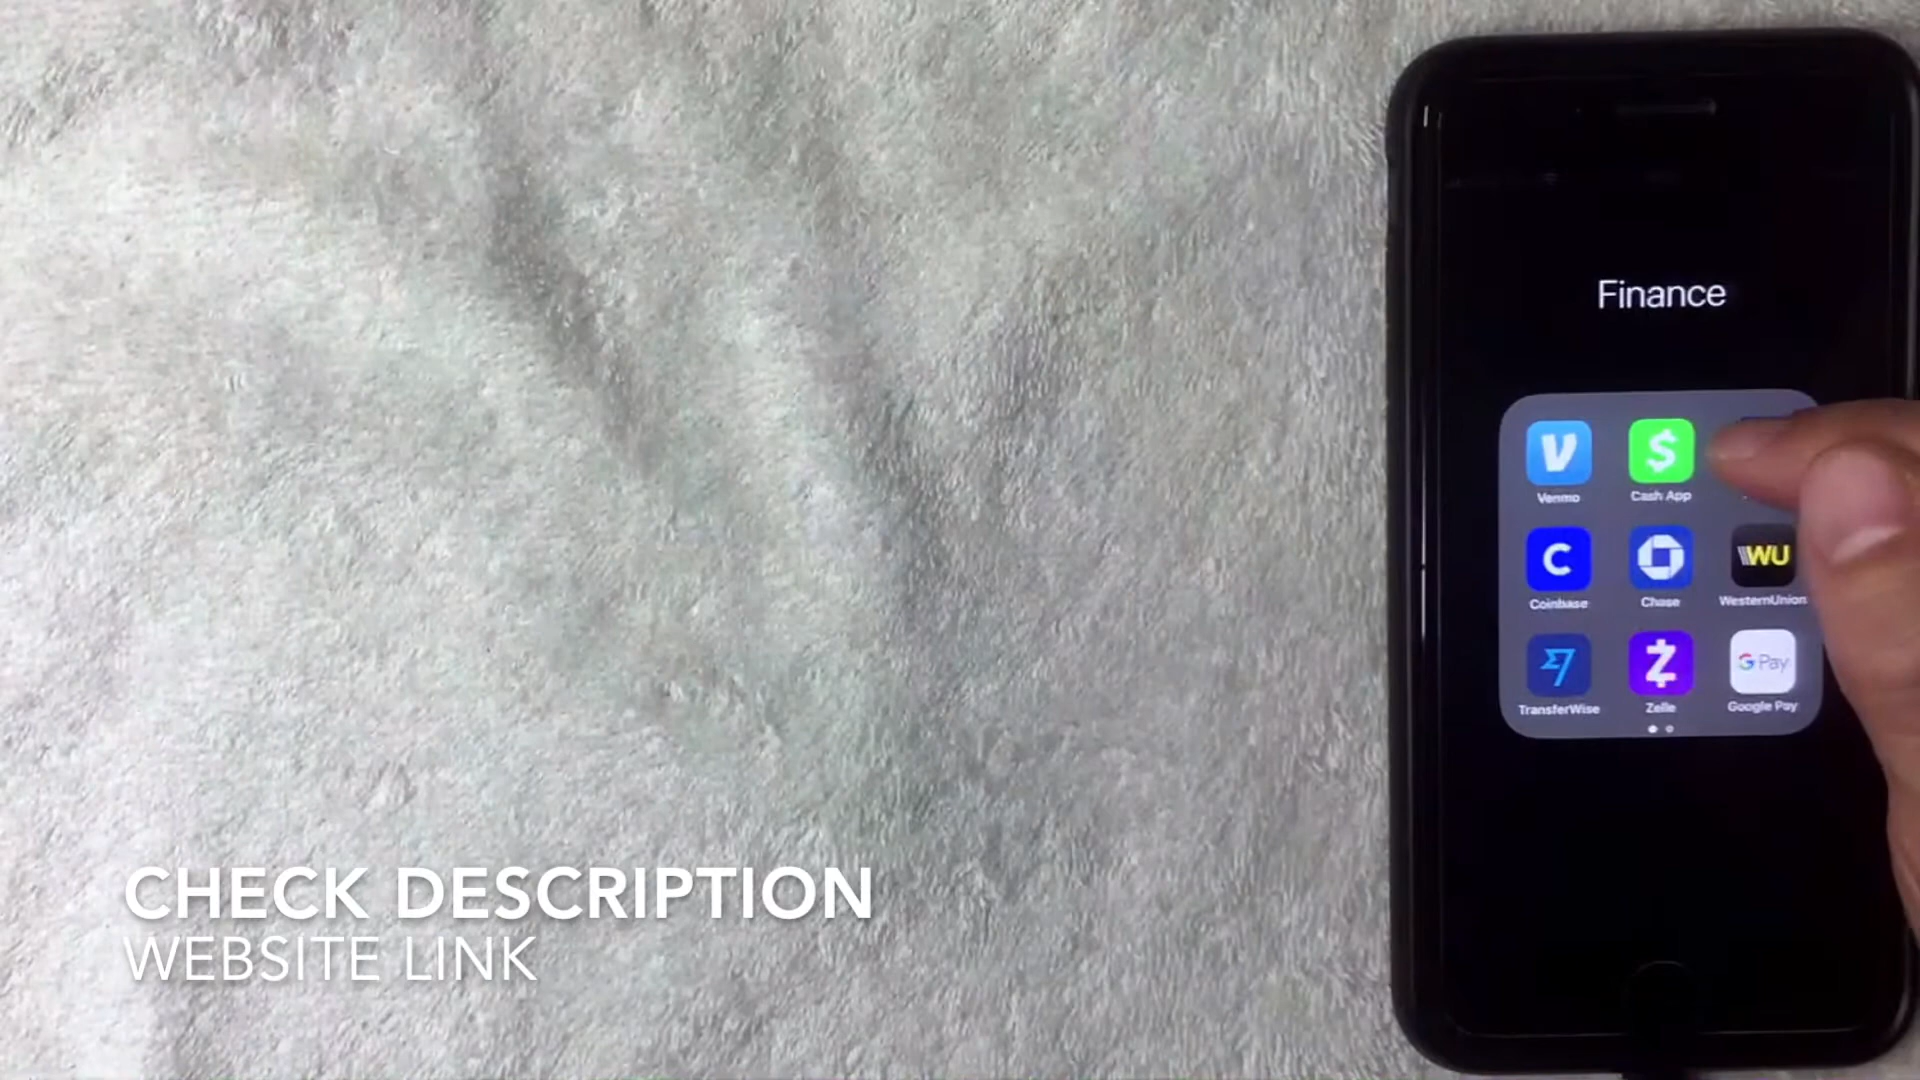 Finance
V
$
Venmo
Cash App
C
WU
Coinbase
Chase
WesternUnion
G Pay
TransferWise
Zelle
Google Pay
CHECK DESCRIPTION
WEBSITE LINK